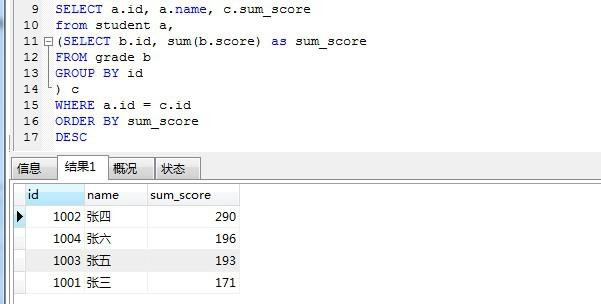 9 SELECT a.id, a.name, c.sum_score
10 from student a,
11 (SELECT b.id, sum(b.score) as sum_score
12 FROM grade b
13 GROUP BY id
14 ) c
15 WHERE a.id = c.id
16 ORDER BY sum_score
17 DESC
信息 结果1 概况 状态
id name sum_score
1002 张四 290
1004 张六 196
1003 张五 193
1001 张三 171